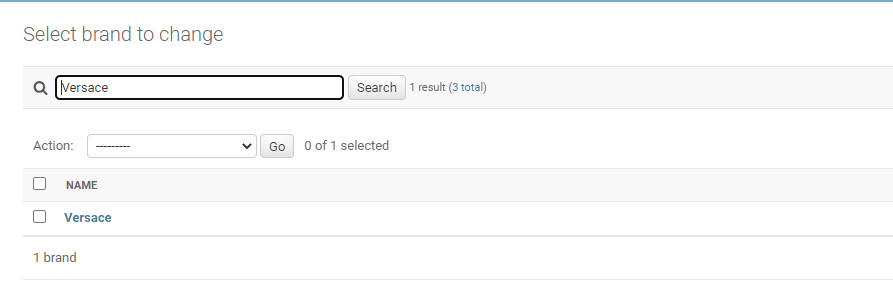 Select brand to change
Versace Search 1 result (3 total)
Action: --------- Go 0 of 1 selected
NAME
Versace
1 brand